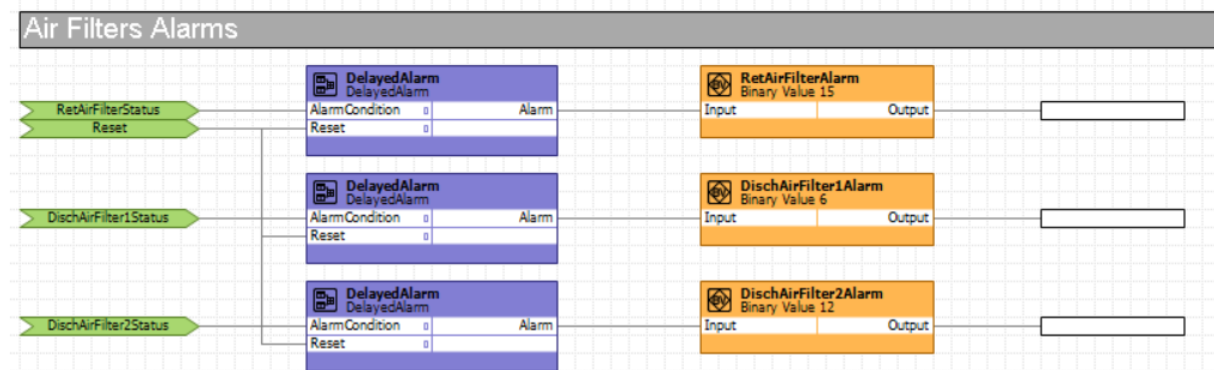 Air Filters Alarms
RetAirFilterStatus
Reset
DelayedAlarm
DelayedAlarm
AlarmCondition
Alarm
Reset
RetAirFilterAlarm
Binary Value 15
Input
Output
DischAirFilter1Status
DelayedAlarm
DelayedAlarm
AlarmCondition
Alarm
Reset
DischAirFilter1Alarm
Binary Value 6
Input
Output
DischAirFilter2Status
DelayedAlarm
DelayedAlarm
AlarmCondition
Alarm
Reset
DischAirFilter2Alarm
Binary Value 12
Input
Output